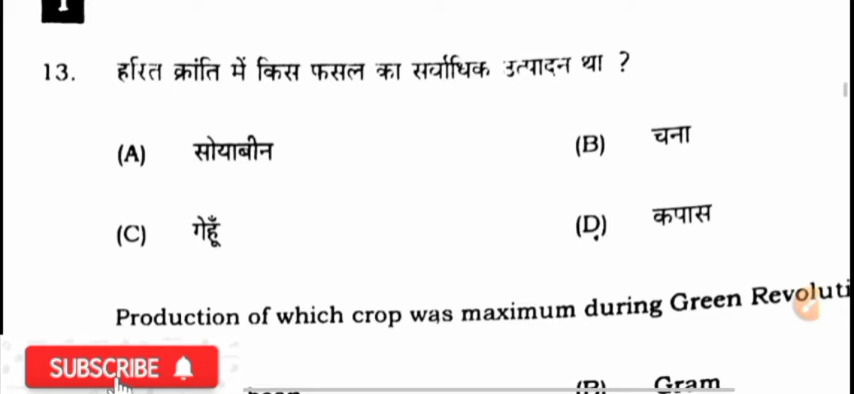 1
13. हरित क्रांति में किस फसल का सर्वाधिक उत्पादन था ?
(A) सोयाबीन (B) चना
(C) गेहूँ (D) कपास
Production of which crop was maximum during Green Revoluti
SUBSCRIBE
(B) Gram